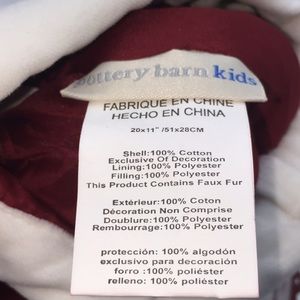 pottery barn kids
FABRIQUE EN CHINE
HECHO EN CHINA
20x11" /51x28CM
Shell:100% Cotton
Exclusive Of Decoration
Lining:100% Polyester
Filling:100% Polyester
This Product Contains Faux Fur
Extérieur:100% Coton
Décoration Non Comprise
Doublure:100% Polyester
Rembourrage:100% Polyester
protección: 100% algodón
exclusivo para decoración
forro :100% poliéster
relleno: 100% poliéster